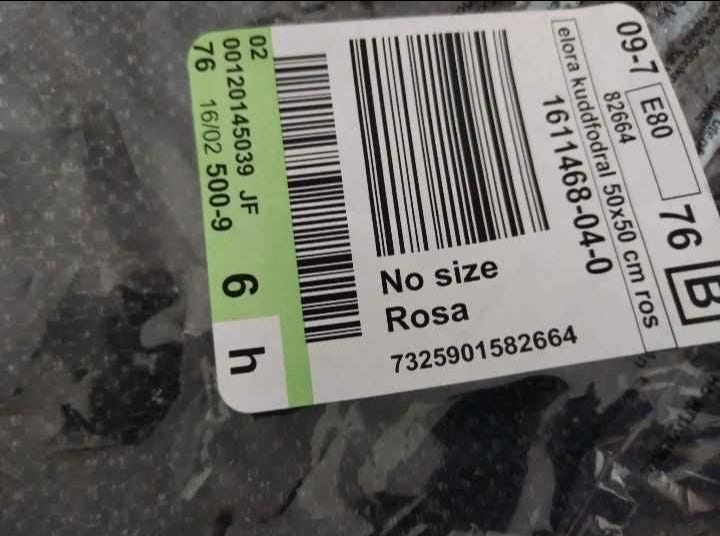 09-7 E80 76 B
82664
elora kuddfodral 50x50 cm ros
1611468-04-0
No size
Rosa
7325901582664
02
00120145039 JF
76 16/02 500-9 6 h